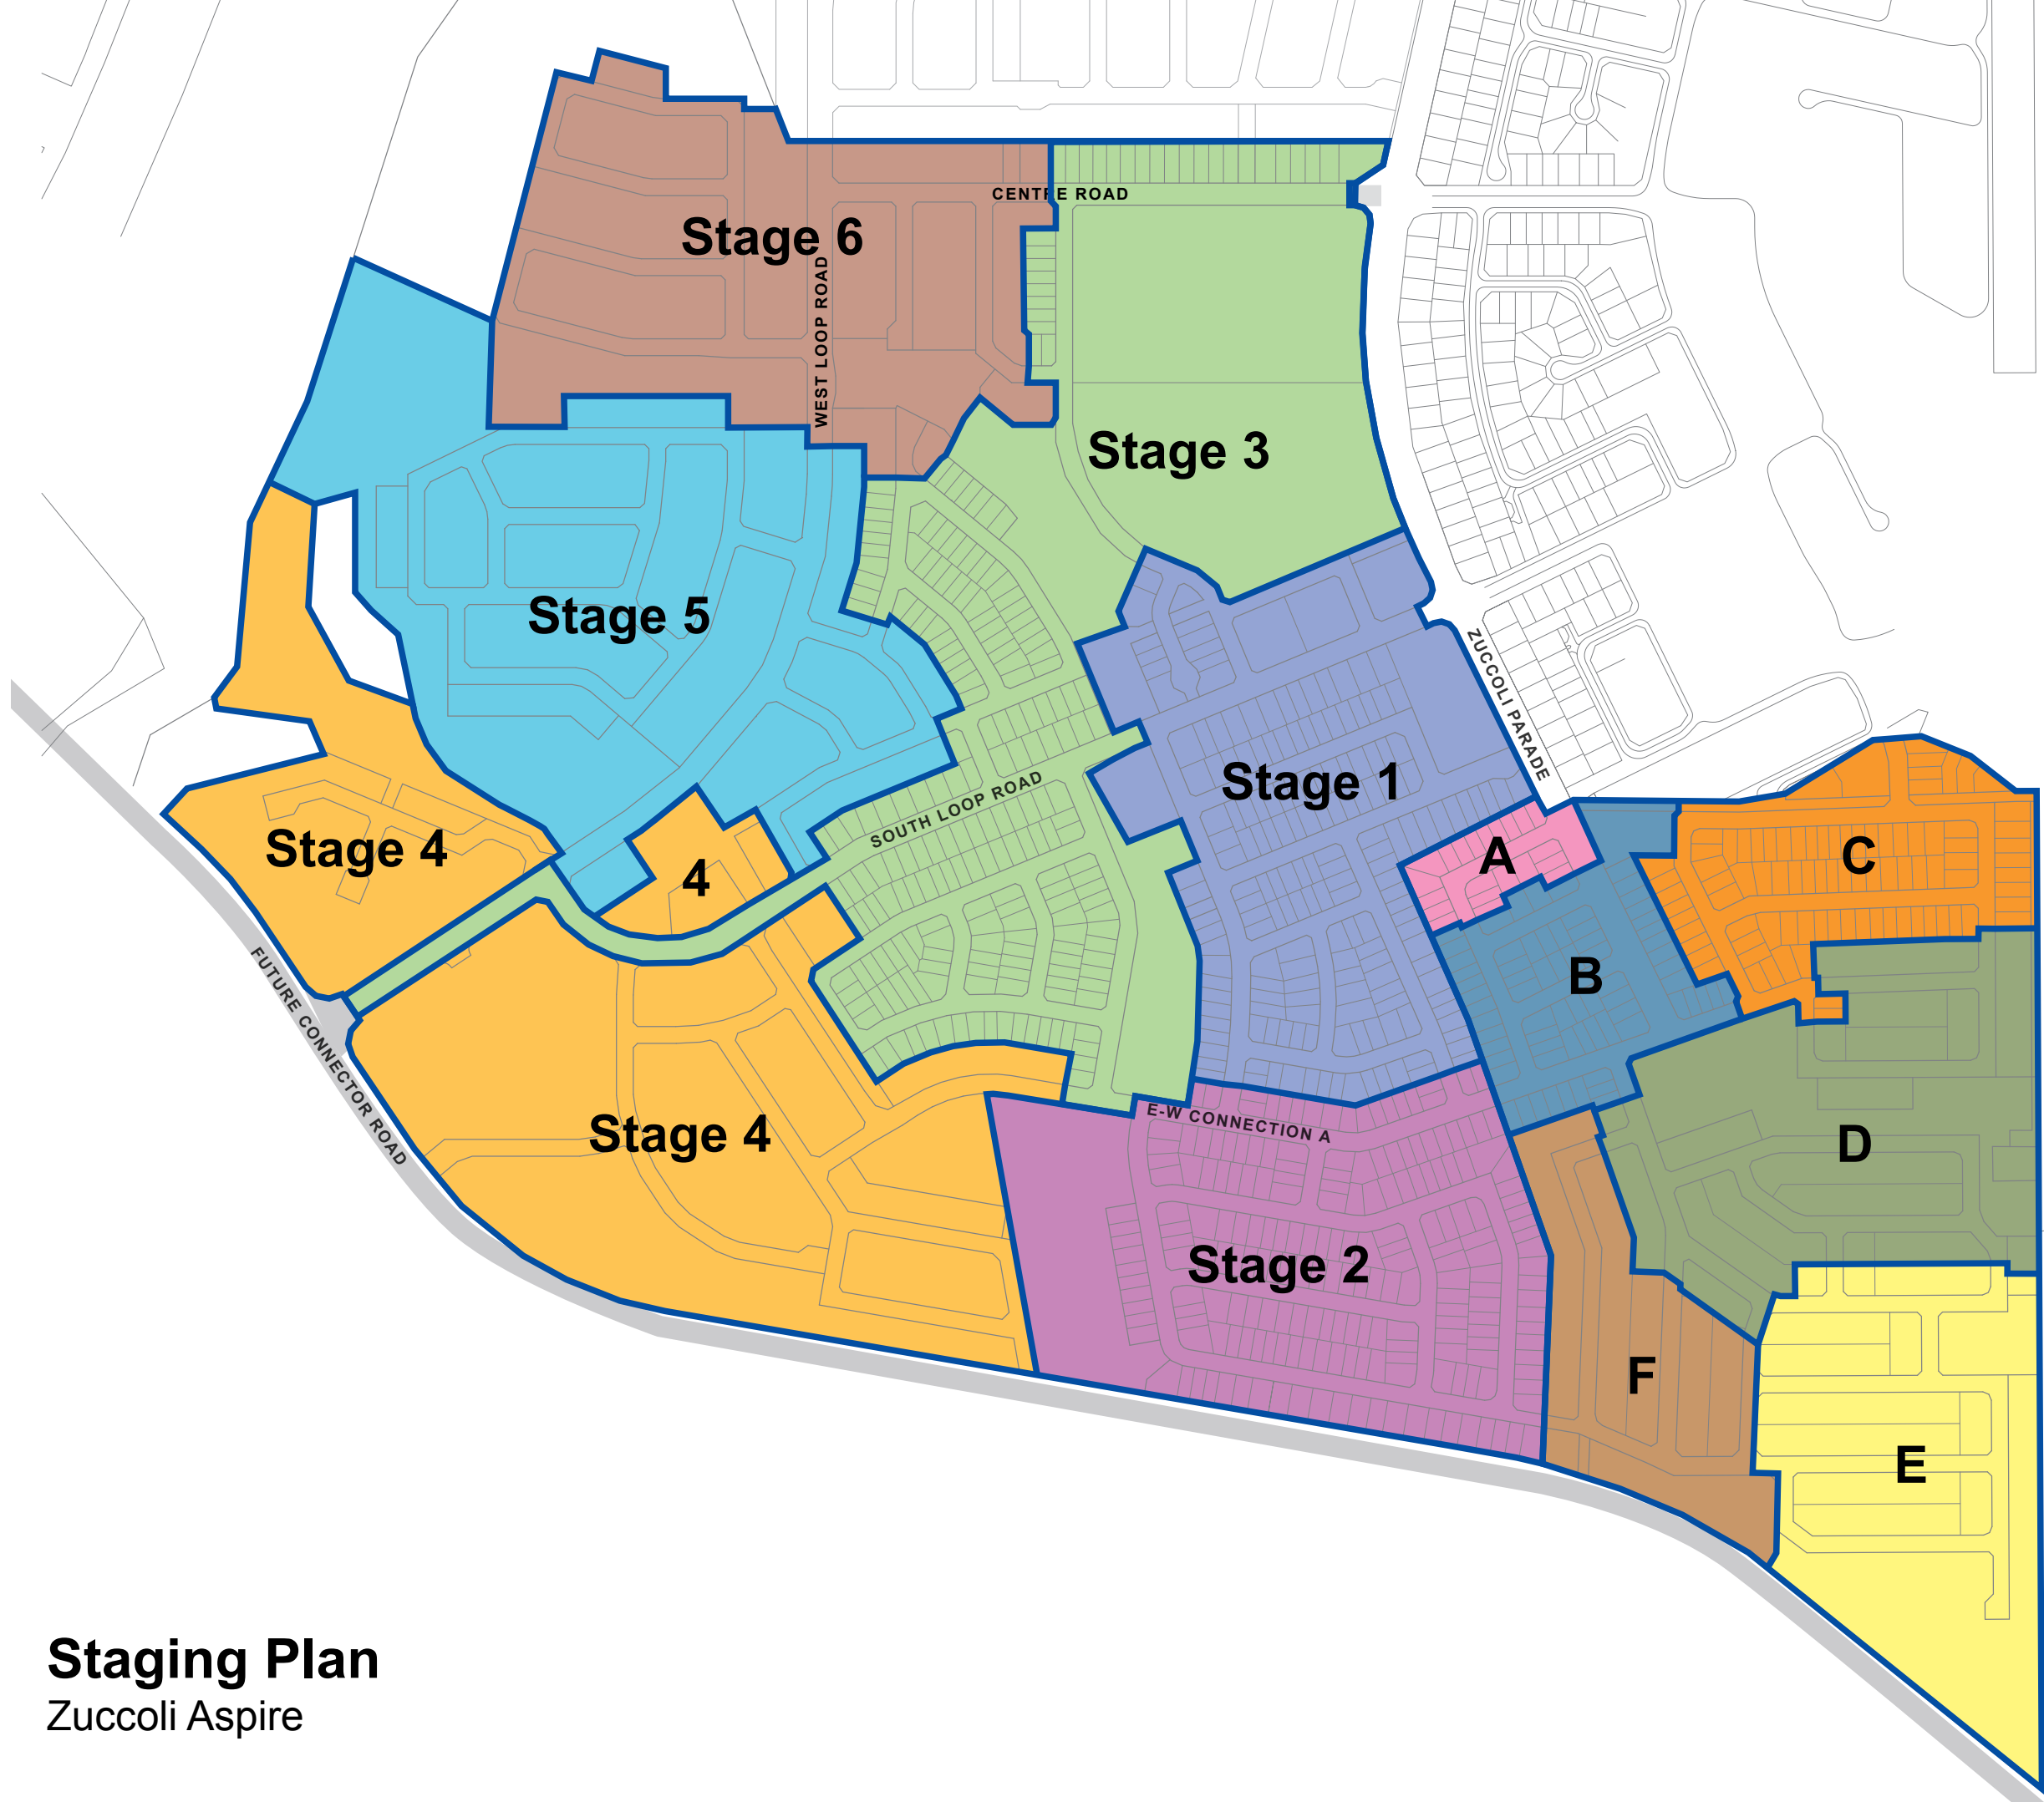 CENTRE ROAD
Stage 6
WEST LOOP ROAD
Stage 3
Stage 5
ZUCCOLI PARADE
Stage 1
SOUTH LOOP ROAD
Stage 4
4
A
C
B
FUTURE CONNECTOR ROAD
E-W CONNECTION A
Stage 4
D
Stage 2
F
E
Staging Plan
Zuccoli Aspire